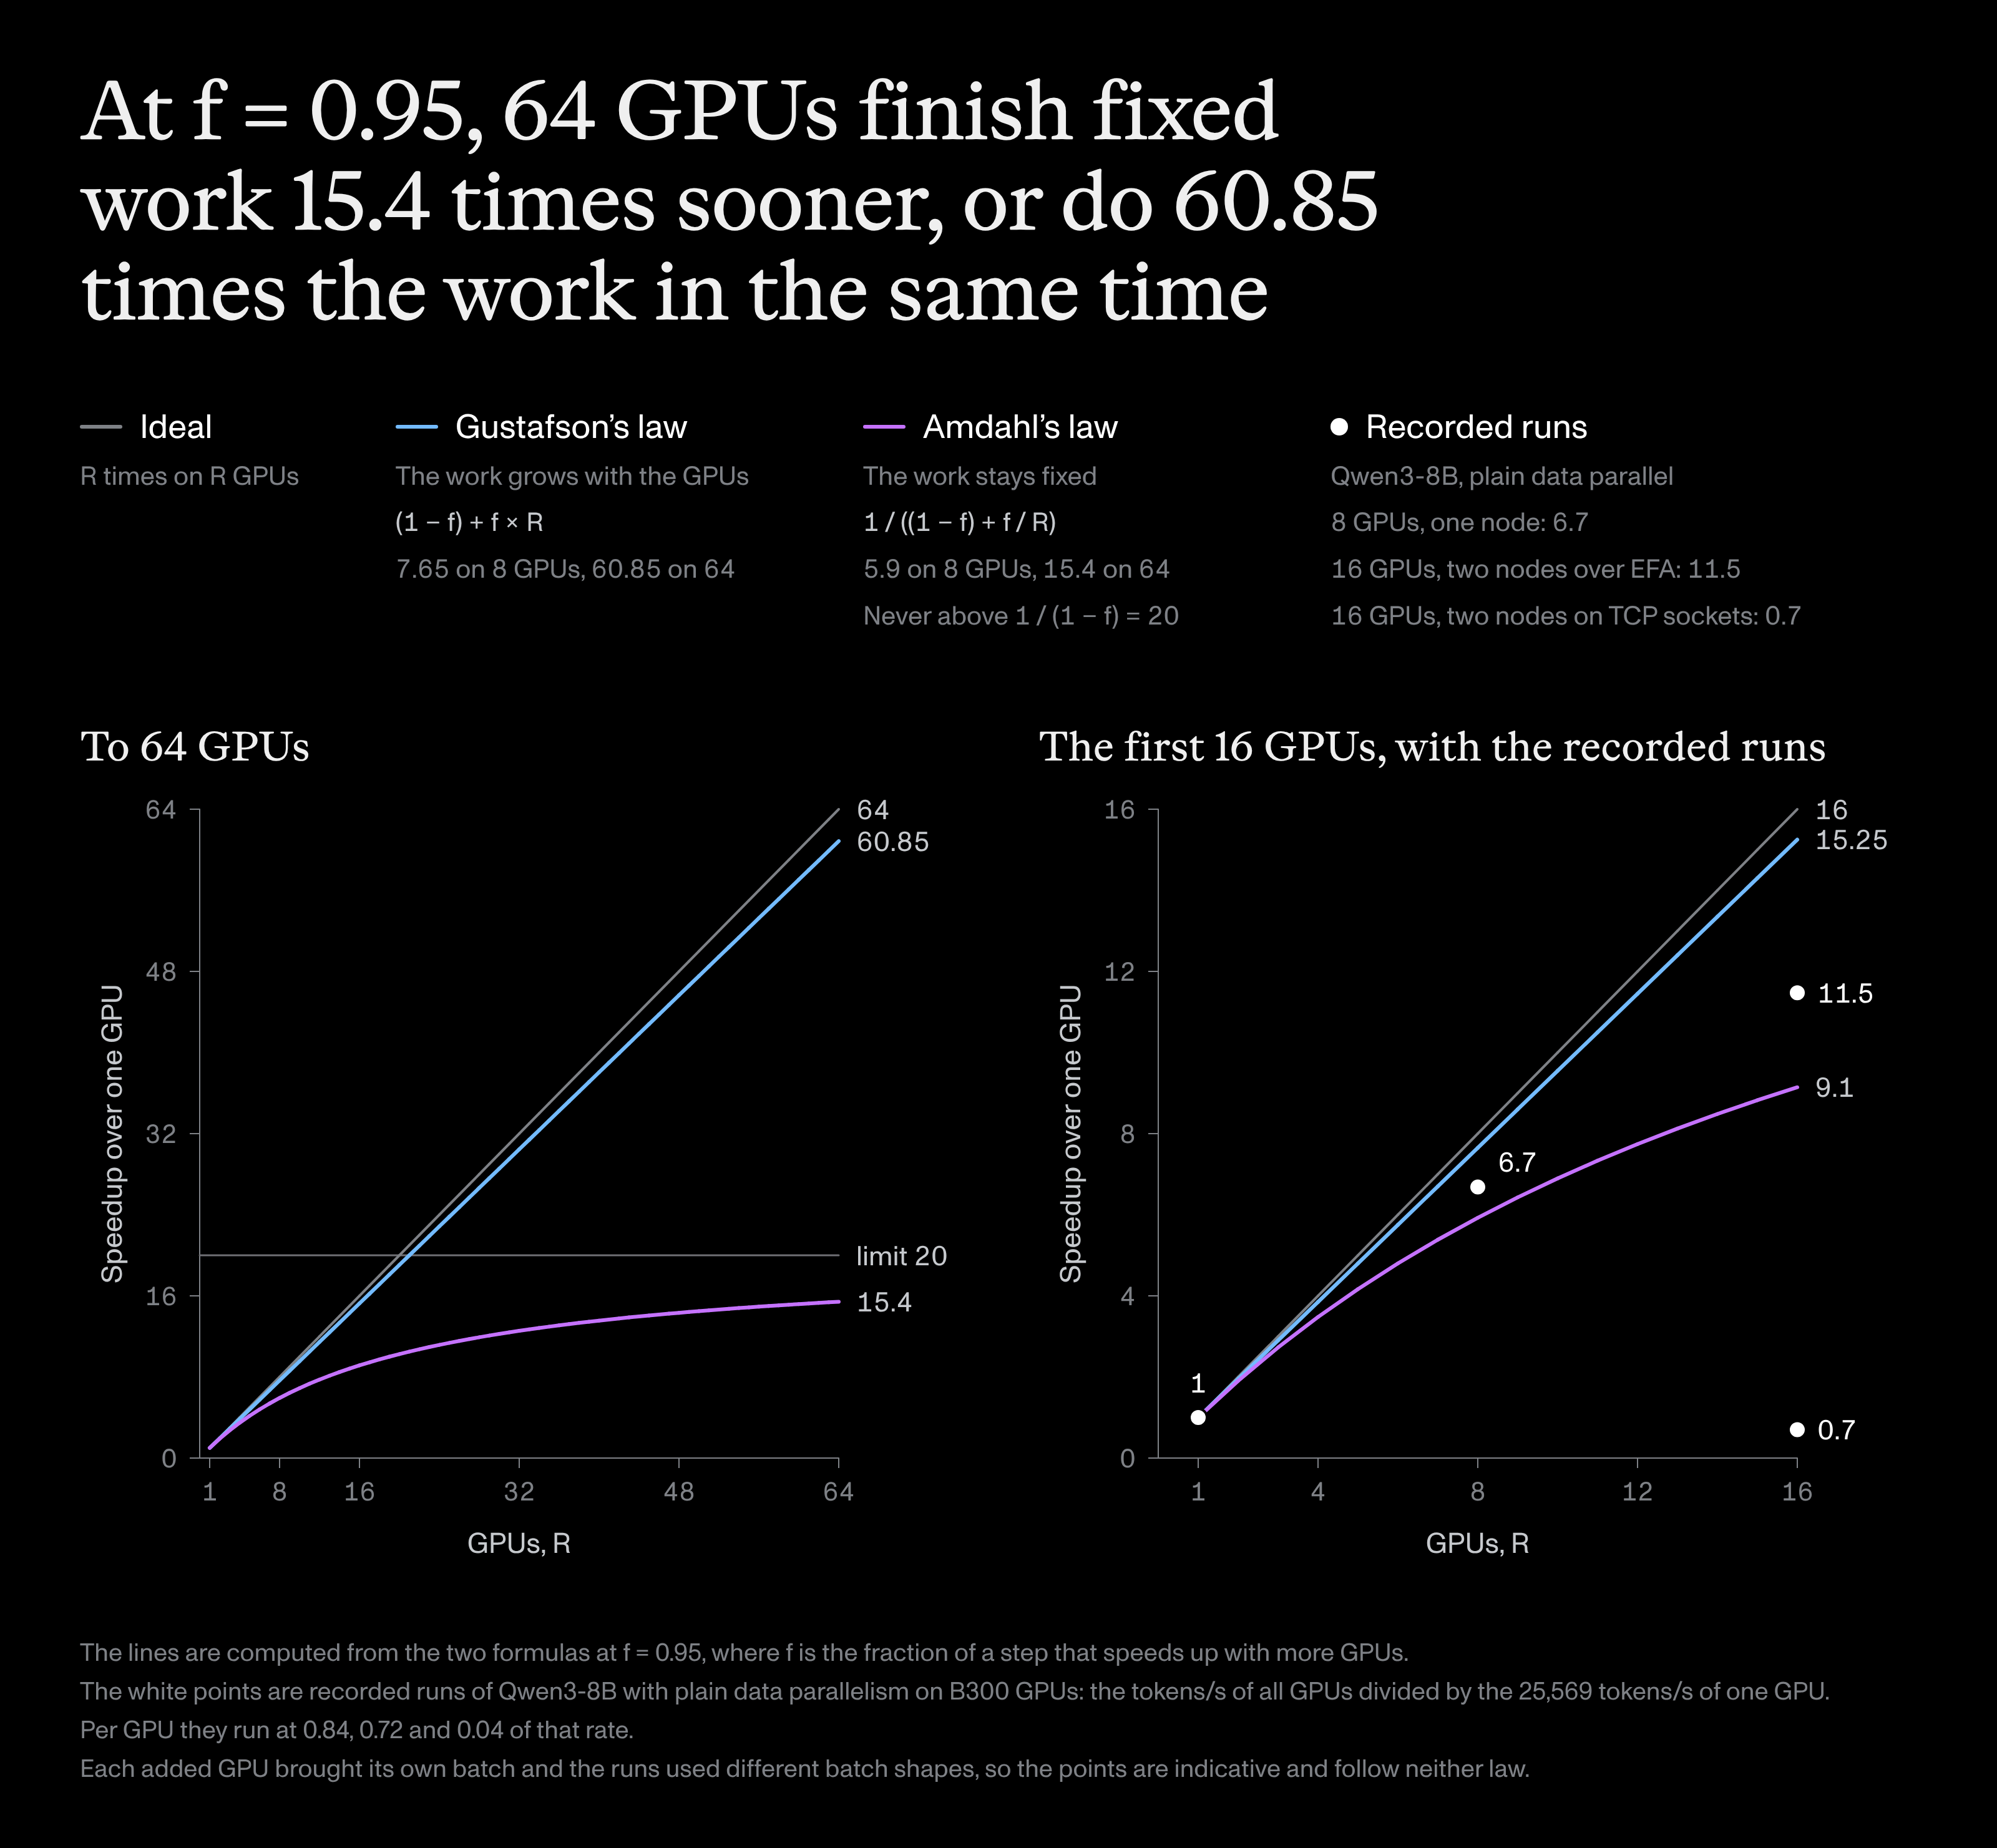 At f = 0.95, 64 GPUs finish fixed
work 15.4 times sooner, or do 60.85
times the work in the same time
Ideal
R times on R GPUs
Gustafson’s law
The work grows with the GPUs
(1 − f) + f × R
7.65 on 8 GPUs, 60.85 on 64
Amdahl’s law
The work stays fixed
1 / ((1 − f) + f / R)
5.9 on 8 GPUs, 15.4 on 64
Never above 1 / (1 − f) = 20
Recorded runs
Qwen3-8B, plain data parallel
8 GPUs, one node: 6.7
16 GPUs, two nodes over EFA: 11.5
16 GPUs, two nodes on TCP sockets: 0.7
To 64 GPUs
Speedup over one GPU
64
48
32
16
0
64
60.85
limit 20
15.4
1 8 16 32 48 64
GPUs, R
The first 16 GPUs, with the recorded runs
Speedup over one GPU
16
12
8
4
0
16
15.25
11.5
9.1
6.7
1
0.7
1 4 8 12 16
GPUs, R
The lines are computed from the two formulas at f = 0.95, where f is the fraction of a step that speeds up with more GPUs.
The white points are recorded runs of Qwen3-8B with plain data parallelism on B300 GPUs: the tokens/s of all GPUs divided by the 25,569 tokens/s of one GPU.
Per GPU they run at 0.84, 0.72 and 0.04 of that rate.
Each added GPU brought its own batch and the runs used different batch shapes, so the points are indicative and follow neither law.